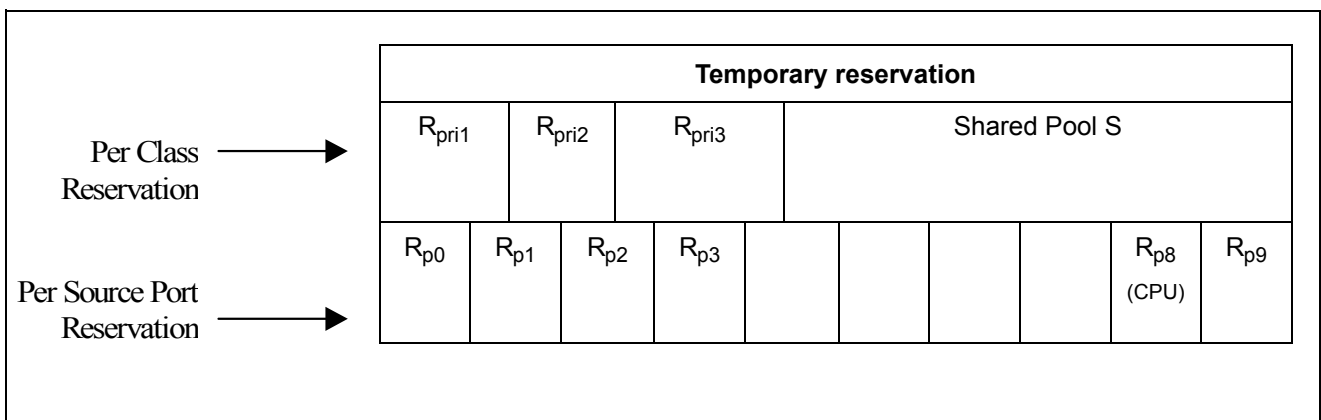 Temporary reservation
Per Class
Reservation
Rpri1 Rpri2 Rpri3 Shared Pool S
Per Source Port
Reservation
Rp0 Rp1 Rp2 Rp3 Rp8 Rp9
(CPU)